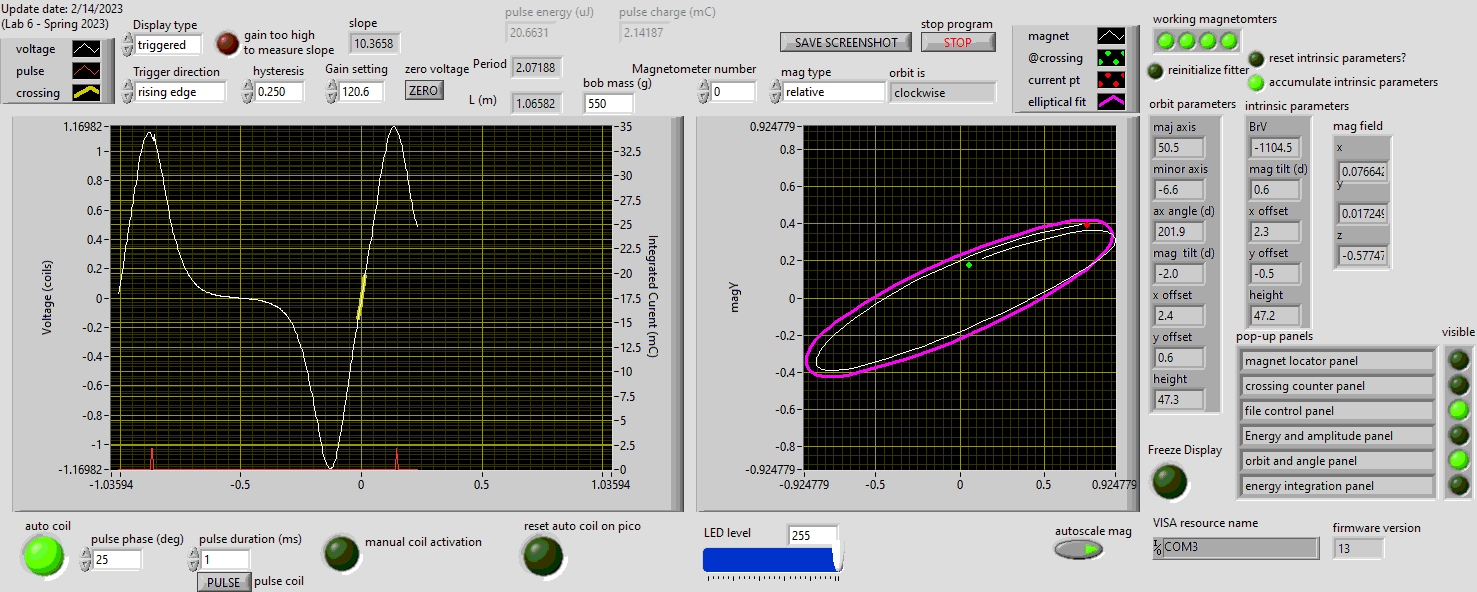 Update date: 2/14/2023
(Lab 6 - Spring 2023)
voltage
pulse
crossing
Display type
triggered
gain too high
to measure slope
slope
10.3658
pulse energy (uJ)
20.6631
pulse charge (mC)
2.14187
Trigger direction
rising edge
hysteresis
0.250
Gain setting
120.6
zero voltage
ZERO
Period
2.07188
L (m)
1.06582
bob mass (g)
550
SAVE SCREENSHOT
stop program
STOP
Magnetometer number
0
mag type
relative
orbit is
clockwise
magnet
@crossing
current pt
elliptical fit
working magnetomters
reinitialize fitter
reset intrinsic parameters?
accumulate intrinsic parameters
1.16982
1
0.8
0.6
0.4
0.2
0
-0.2
-0.4
-0.6
-0.8
-1
-1.16982
Voltage (coils)
-1.03594
-0.5
0
0.5
1.03594
35
32.5
30
27.5
25
22.5
20
17.5
15
12.5
10
7.5
5
2.5
0
Integrated Curent (mC)
0.924779
0.8
0.6
0.4
0.2
0
-0.2
-0.4
-0.6
-0.8
-0.924779
magY
-0.924779
-0.5
0
0.5
0.924779
orbit parameters
maj axis
50.5
minor axis
-6.6
ax angle (d)
201.9
mag tilt (d)
-2.0
x offset
2.4
y offset
0.6
height
47.3
intrinsic parameters
BrV
-1104.5
mag tilt (d)
0.6
x offset
2.3
y offset
-0.5
height
47.2
mag field
x
0.076642
y
0.017249
z
-0.57747
pop-up panels
visible
magnet locator panel
crossing counter panel
file control panel
Energy and amplitude panel
orbit and angle panel
energy integration panel
Freeze Display
auto coil
pulse phase (deg)
25
pulse duration (ms)
1
PULSE
pulse coil
manual coil activation
reset auto coil on pico
LED level
255
autoscale mag
VISA resource name
COM3
firmware version
13